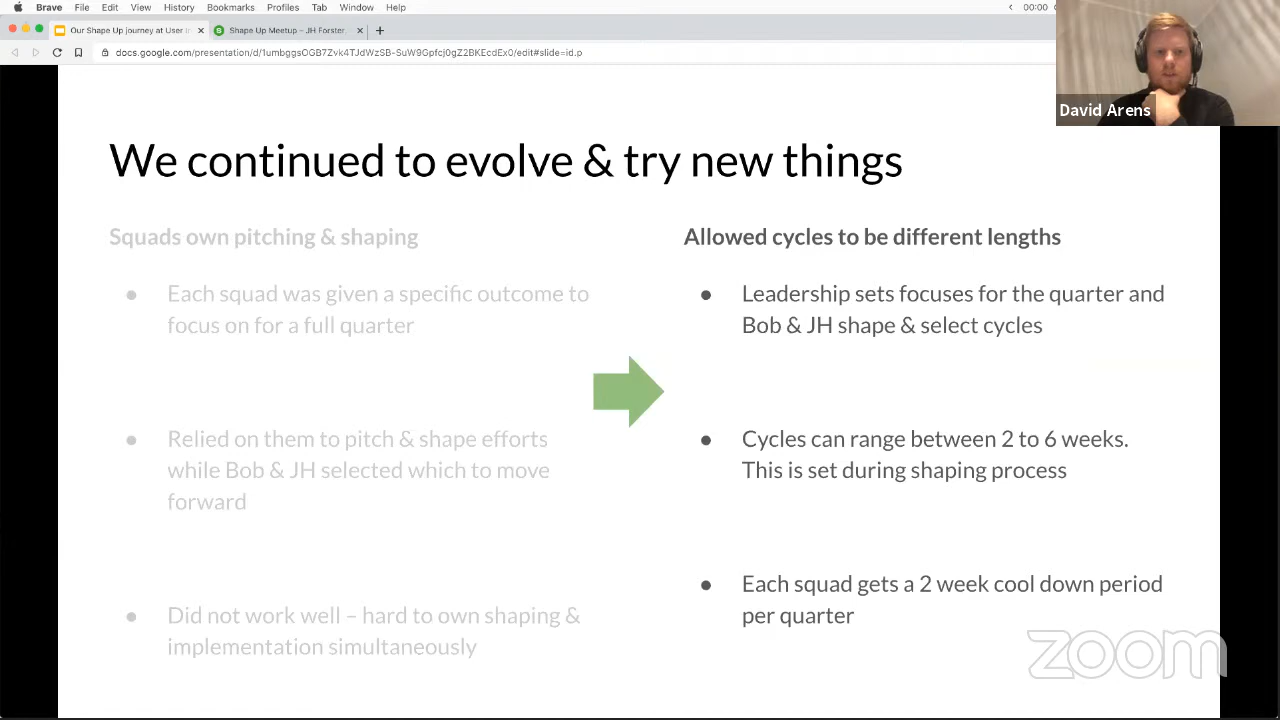 Brave File Edit View History Bookmarks Profiles Tab Window Help 00:00
Our Shape Up journey at User In Shape Up Meetup – JH Forster.
docs.google.com/presentation/d/1umbggsOGB7Zvk4TJdWzSB-SuW9Gpfcj0gZ2BKEcdEx0/edit#slide=id.p
David Arens
We continued to evolve & try new things
Squads own pitching & shaping
● Each squad was given a specific outcome to
focus on for a full quarter
● Relied on them to pitch & shape efforts
while Bob & JH selected which to move
forward
● Did not work well – hard to own shaping &
implementation simultaneously
Allowed cycles to be different lengths
● Leadership sets focuses for the quarter and
Bob & JH shape & select cycles
● Cycles can range between 2 to 6 weeks.
This is set during shaping process
● Each squad gets a 2 week cool down period
per quarter
zoom